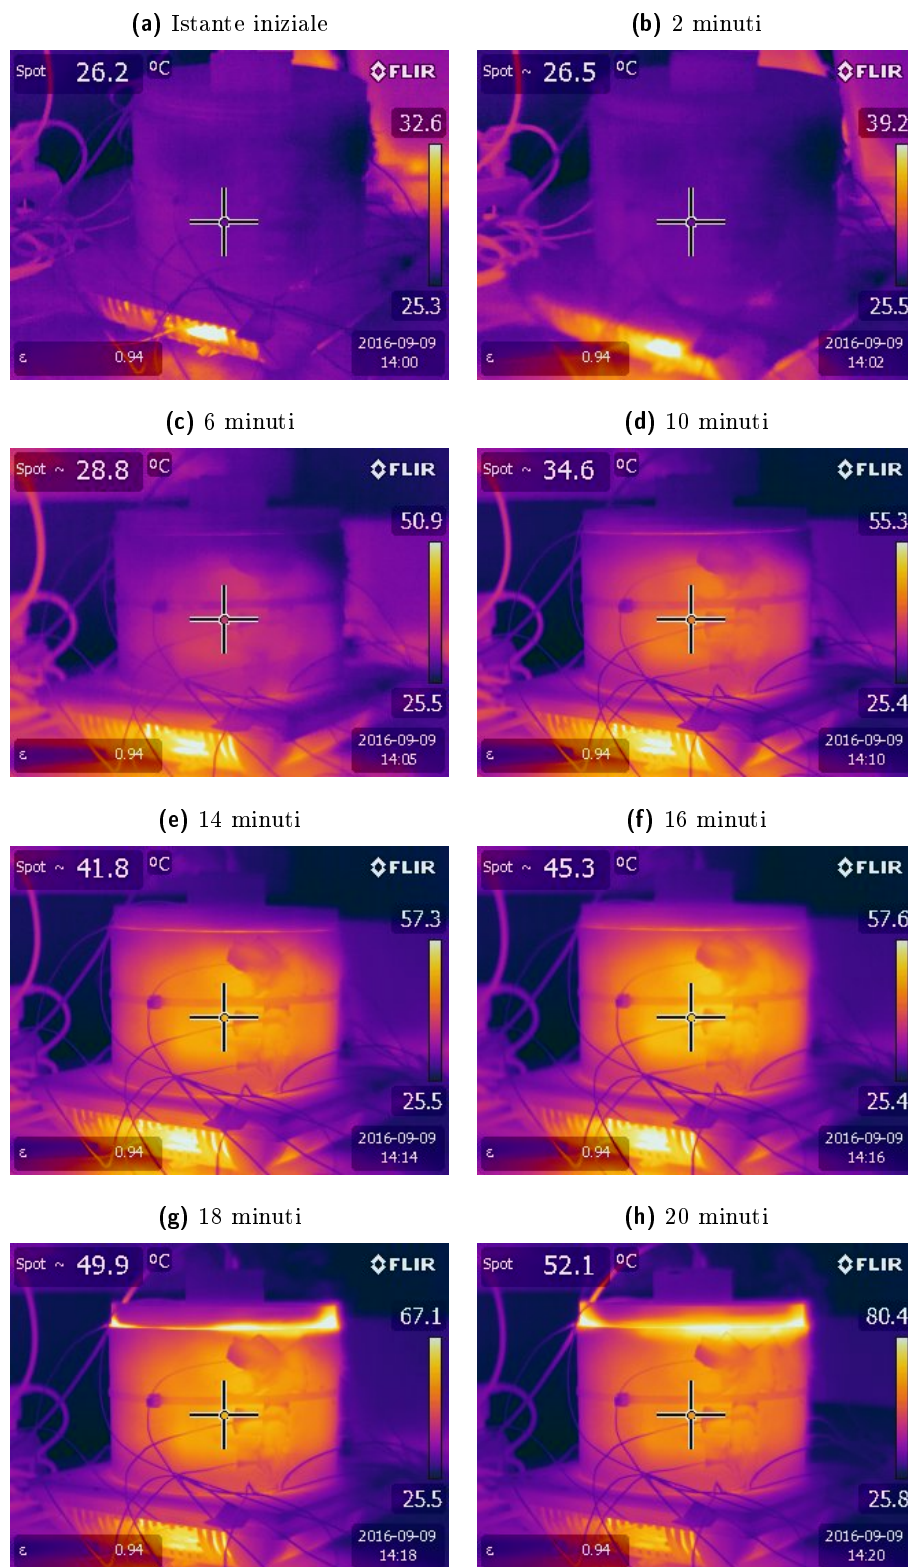 (a) Istante iniziale
Spot 26.2 °C FLIR
32.6
25.3
ε 0.94
2016-09-09
14:00
(b) 2 minuti
Spot ~ 26.5 °C FLIR
39.2
25.5
ε 0.94
2016-09-09
14:02
(c) 6 minuti
Spot ~ 28.8 °C FLIR
50.9
25.5
ε 0.94
2016-09-09
14:05
(d) 10 minuti
Spot ~ 34.6 °C FLIR
55.3
25.4
ε 0.94
2016-09-09
14:10
(e) 14 minuti
Spot ~ 41.8 °C FLIR
57.3
25.5
ε 0.94
2016-09-09
14:14
(f) 16 minuti
Spot ~ 45.3 °C FLIR
57.6
25.4
ε 0.94
2016-09-09
14:16
(g) 18 minuti
Spot ~ 49.9 °C FLIR
67.1
25.5
ε 0.94
2016-09-09
14:18
(h) 20 minuti
Spot 52.1 °C FLIR
80.4
25.8
ε 0.94
2016-09-09
14:20